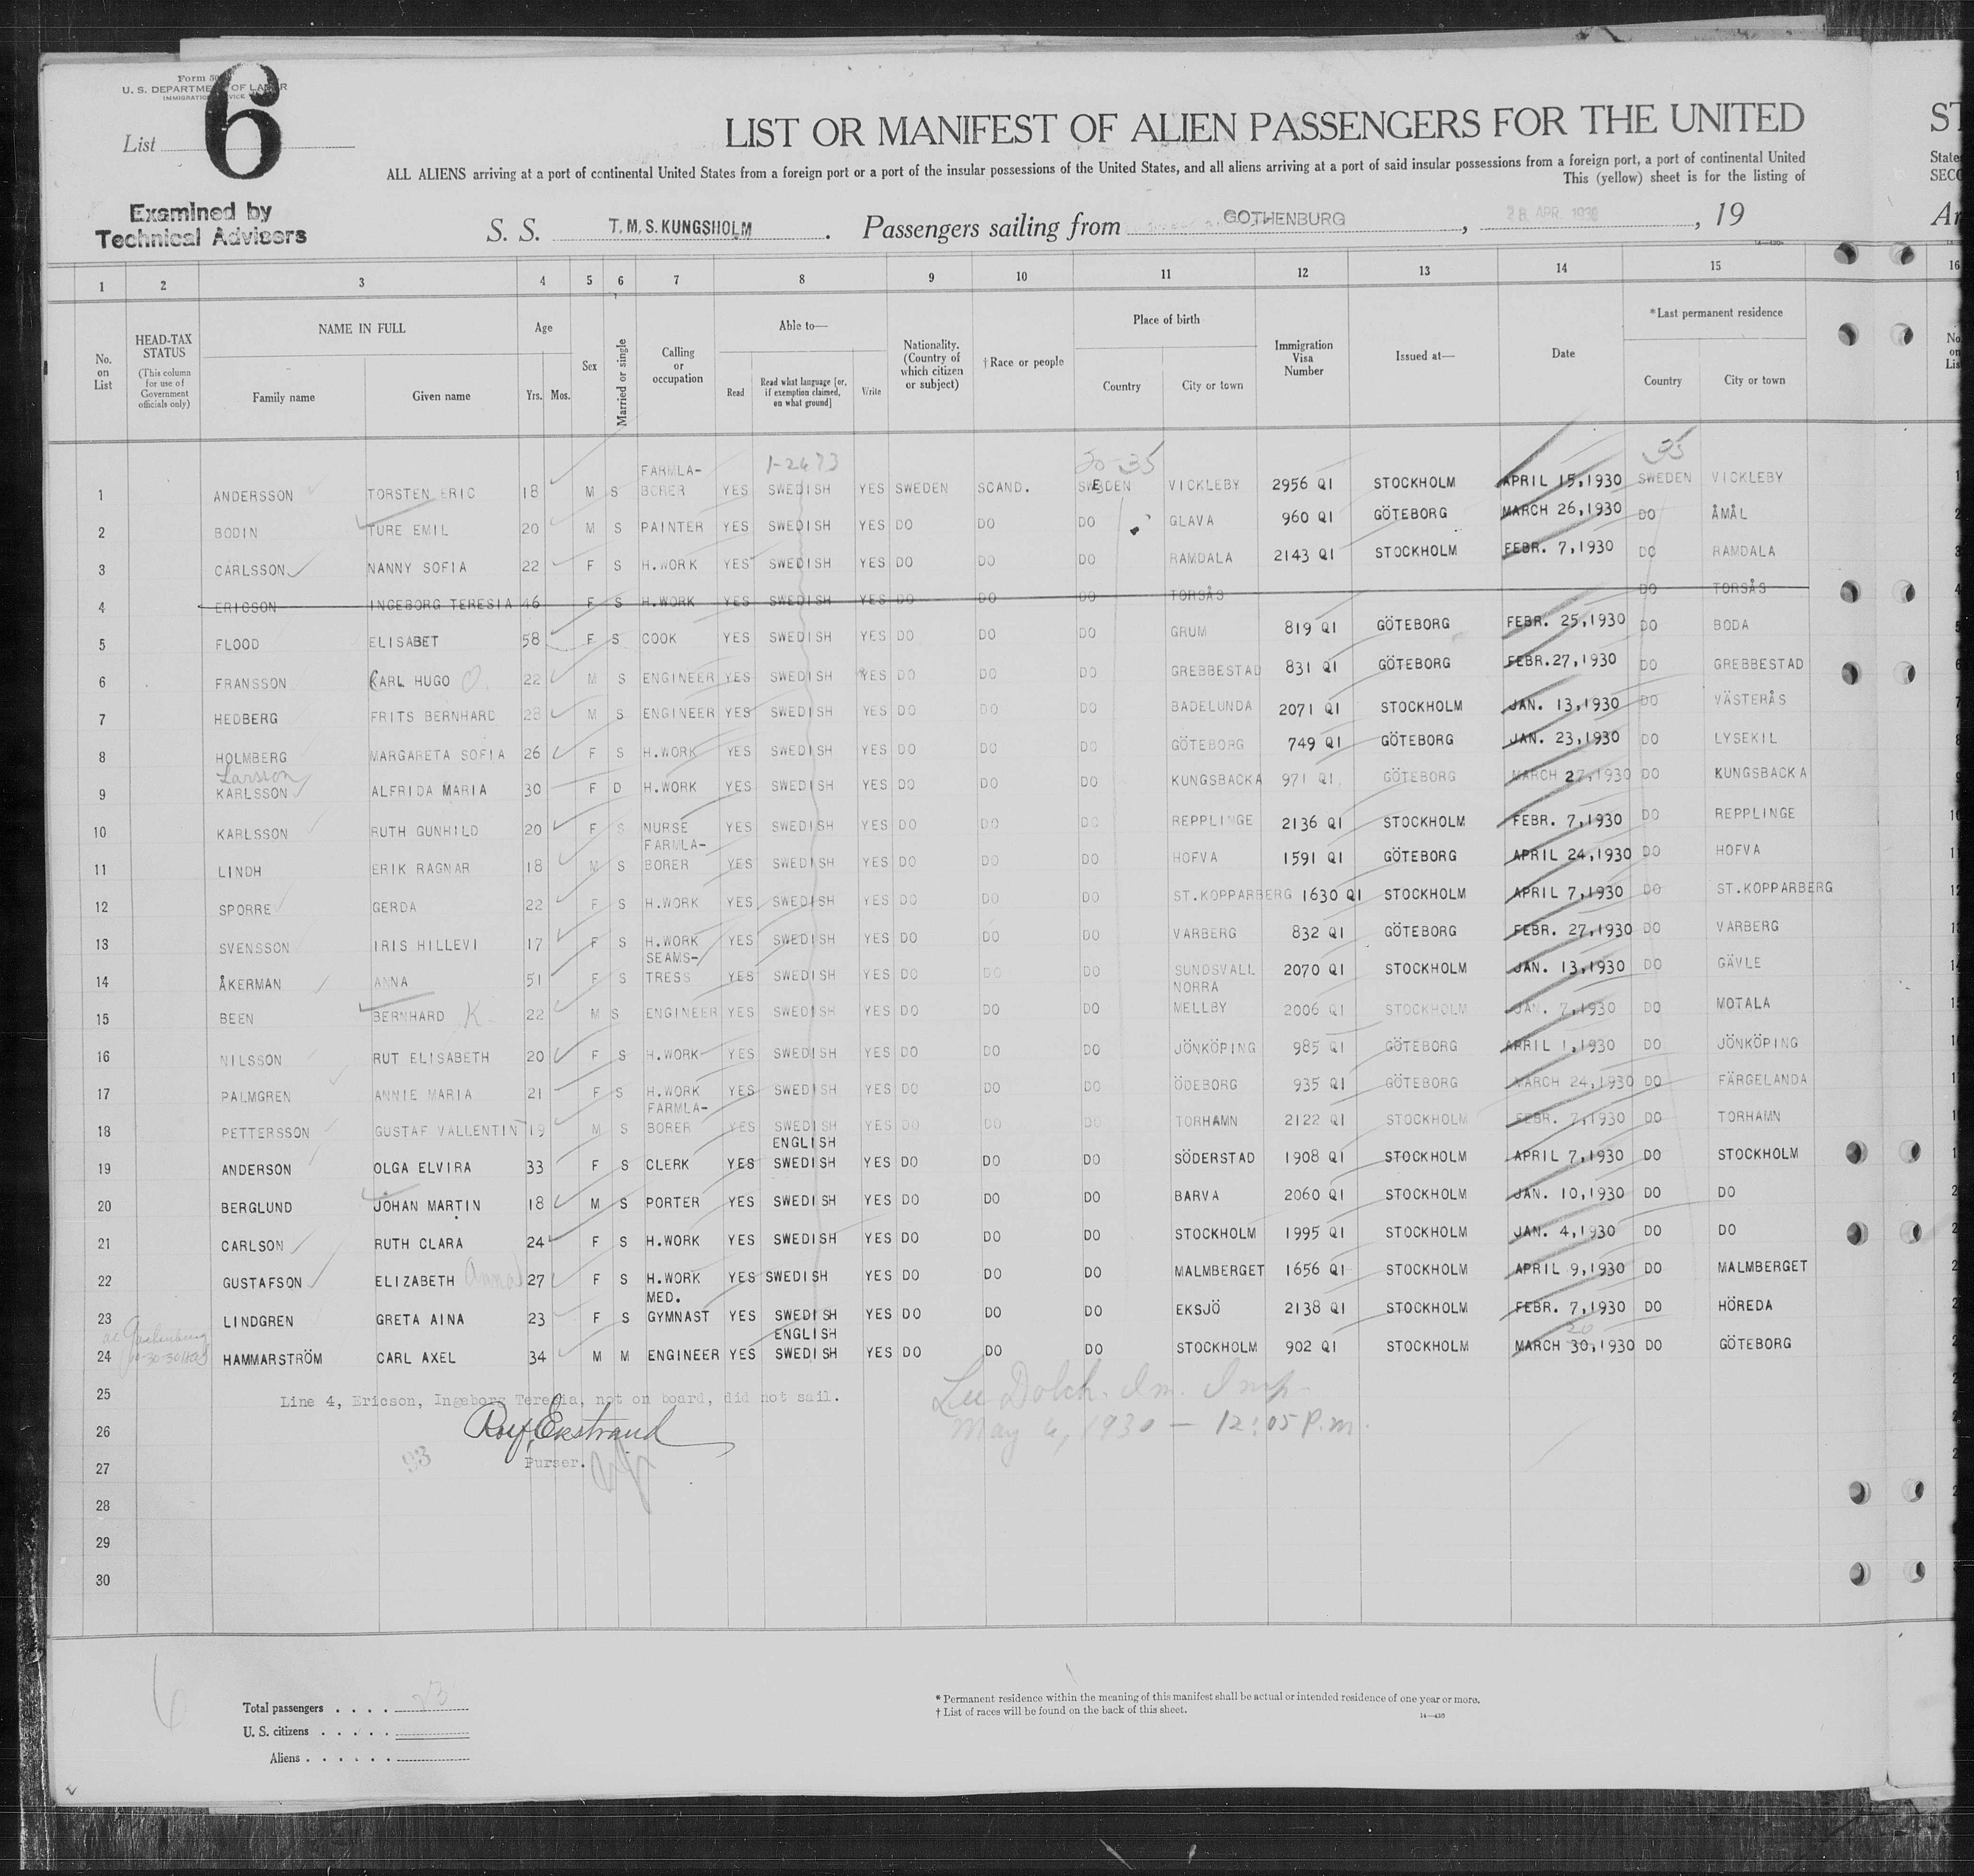 Form 50
U. S. DEPARTMENT OF LABOR
IMMIGRATION SERVICE
List 6
LIST OR MANIFEST OF ALIEN PASSENGERS FOR THE UNITED
ST
ALL ALIENS arriving at a port of continental United States from a foreign port or a port of the insular possessions of the United States, and all aliens arriving at a port of said insular possessions from a foreign port, a port of continental United
State
This (yellow) sheet is for the listing of
SECO
Examined by
Technical Advisers
S. S. T.M.S.KUNGSHOLM . Passengers sailing from GOTHENBURG , 28 APR 1930 , 19
Ar
1 2 3 4 5 6 7 8 9 10 11 12 13 14 15 16
No. on List
HEAD-TAX STATUS (This column for use of Government officials only)
NAME IN FULL Family name Given name
Age Yrs. Mos.
Sex
Married or single
Calling or occupation
Able to— Read Read what language [or, if exemption claimed, on what ground] Write
Nationality. (Country of which citizen or subject)
†Race or people
Place of birth Country City or town
Immigration Visa Number
Issued at—
Date
*Last permanent residence Country City or town
No. on List
1-2473 35 35
1 ANDERSSON TORSTEN ERIC 18 M S FARMLA-BORER YES SWEDISH YES SWEDEN SCAND. SWEDEN VICKLEBY 2956 QI STOCKHOLM APRIL 15,1930 SWEDEN VICKLEBY
2 BODIN TURE EMIL 20 M S PAINTER YES SWEDISH YES DO DO DO GLAVA 960 QI GÖTEBORG MARCH 26,1930 DO ÅMÅL
3 CARLSSON NANNY SOFIA 22 F S H.WORK YES SWEDISH YES DO DO DO RAMDALA 2143 QI STOCKHOLM FEBR. 7,1930 DO RAMDALA
4 ERICSON INGEBORG TERESIA 46 F S H.WORK YES SWEDISH YES DO DO DO TORSÅS DO TORSÅS
5 FLOOD ELISABET 58 F S COOK YES SWEDISH YES DO DO DO GRUM 819 QI GÖTEBORG FEBR. 25,1930 DO BODA
6 FRANSSON KARL HUGO O. 22 M S ENGINEER YES SWEDISH YES DO DO DO GREBBESTAD 831 QI GÖTEBORG FEBR.27,1930 DO GREBBESTAD
7 HEDBERG FRITS BERNHARD 28 M S ENGINEER YES SWEDISH YES DO DO DO BADELUNDA 2071 QI STOCKHOLM JAN. 13,1930 DO VÄSTERÅS
8 HOLMBERG MARGARETA SOFIA 26 F S H.WORK YES SWEDISH YES DO DO DO GÖTEBORG 749 QI GÖTEBORG JAN. 23,1930 DO LYSEKIL
Larsson
9 KARLSSON ALFRIDA MARIA 30 F D H.WORK YES SWEDISH YES DO DO DO KUNGSBACKA 971 QI GÖTEBORG MARCH 27,1930 DO KUNGSBACKA
10 KARLSSON RUTH GUNHILD 20 F S NURSE YES SWEDISH YES DO DO DO REPPLINGE 2136 QI STOCKHOLM FEBR. 7,1930 DO REPPLINGE
11 LINDH ERIK RAGNAR 18 M S FARMLA-BORER YES SWEDISH YES DO DO DO HOFVA 1591 QI GÖTEBORG APRIL 24,1930 DO HOFVA
12 SPORRE GERDA 22 F S H.WORK YES SWEDISH YES DO DO DO ST.KOPPARBERG 1630 QI STOCKHOLM APRIL 7,1930 DO ST.KOPPARBERG
13 SVENSSON IRIS HILLEVI 17 F S H.WORK YES SWEDISH YES DO DO DO VARBERG 832 QI GÖTEBORG FEBR. 27,1930 DO VARBERG
14 ÅKERMAN ANNA 51 F S SEAMS-TRESS YES SWEDISH YES DO DO DO SUNDSVALL 2070 QI STOCKHOLM JAN. 13,1930 DO GÄVLE
15 BEEN BERNHARD K 22 M S ENGINEER YES SWEDISH YES DO DO DO NORRA MELLBY 2006 QI STOCKHOLM JAN. 7,1930 DO MOTALA
16 NILSSON RUT ELISABETH 20 F S H.WORK YES SWEDISH YES DO DO DO JÖNKÖPING 985 QI GÖTEBORG APRIL 1,1930 DO JÖNKÖPING
17 PALMGREN ANNIE MARIA 21 F S H.WORK YES SWEDISH YES DO DO DO ÖDEBORG 935 QI GÖTEBORG MARCH 24,1930 DO FÄRGELANDA
18 PETTERSSON GUSTAF VALLENTIN 19 M S FARMLA-BORER YES SWEDISH YES DO DO DO TORHAMN 2122 QI STOCKHOLM FEBR. 7,1930 DO TORHAMN
19 ANDERSON OLGA ELVIRA 33 F S CLERK YES ENGLISH SWEDISH YES DO DO DO SÖDERSTAD 1908 QI STOCKHOLM APRIL 7,1930 DO STOCKHOLM
20 BERGLUND JOHAN MARTIN 18 M S PORTER YES SWEDISH YES DO DO DO BARVA 2060 QI STOCKHOLM JAN. 10,1930 DO DO
21 CARLSON RUTH CLARA 24 F S H.WORK YES SWEDISH YES DO DO DO STOCKHOLM 1995 QI STOCKHOLM JAN. 4,1930 DO DO
22 GUSTAFSON ELIZABETH Anna 27 F S H.WORK YES SWEDISH YES DO DO DO MALMBERGET 1656 QI STOCKHOLM APRIL 9,1930 DO MALMBERGET
23 LINDGREN GRETA AINA 23 F S MED. GYMNAST YES SWEDISH YES DO DO DO EKSJÖ 2138 QI STOCKHOLM FEBR. 7,1930 DO HÖREDA
20
24 HAMMARSTRÖM CARL AXEL 34 M M ENGINEER YES ENGLISH SWEDISH YES DO DO DO STOCKHOLM 902 QI STOCKHOLM MARCH 30,1930 DO GÖTEBORG
25 Line 4, Ericson, Ingeborg Teresia, not on board, did not sail.
Lee Dolch. Im. Insp.
26 Rolf Ekstrand
May 6, 1930 — 12:05 P.m.
27 93 Purser.
28
29
30
6
Total passengers . . . . 23
U. S. citizens . . . . .
Aliens . . . . . .
* Permanent residence within the meaning of this manifest shall be actual or intended residence of one year or more.
† List of races will be found on the back of this sheet.
14—430